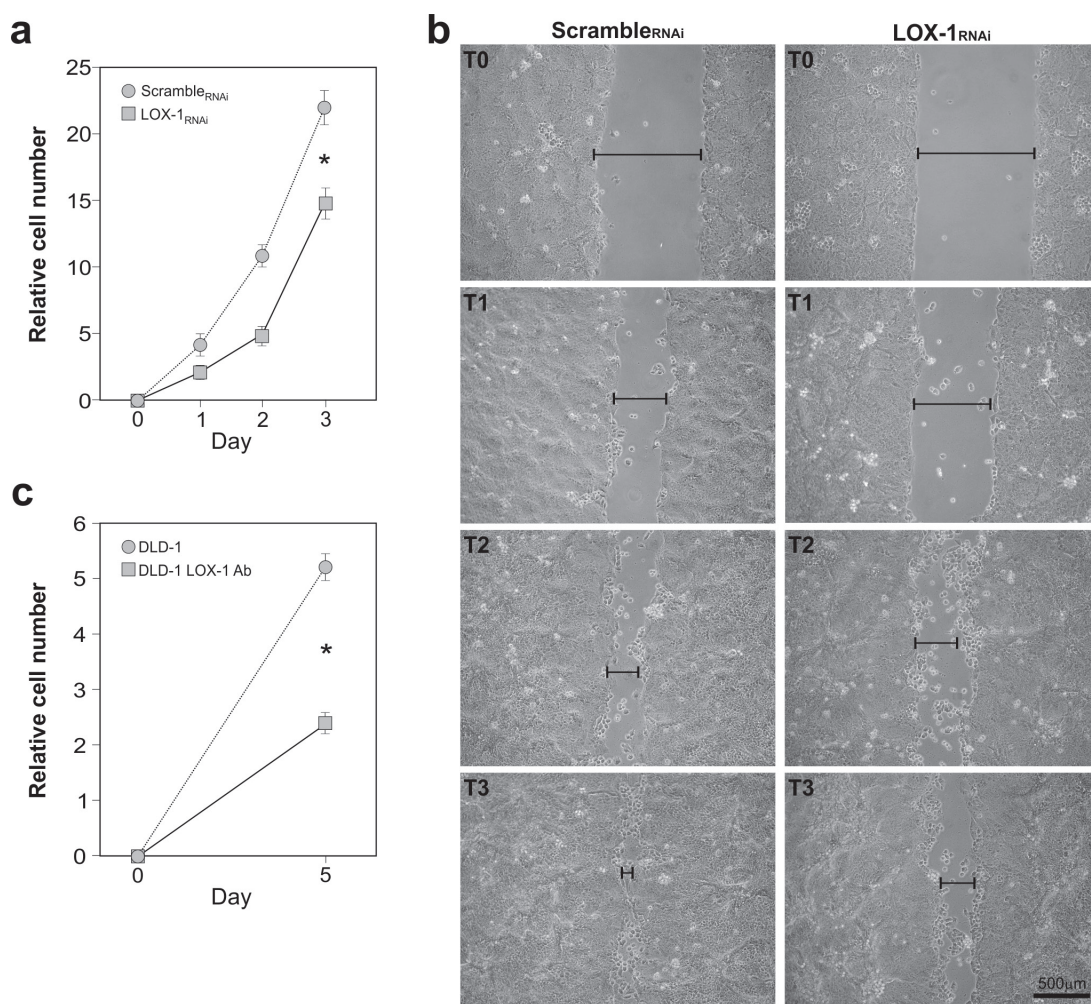 a
25
20
15
10
5
0
0 1 2 3
Relative cell number
Day
ScrambleRNAi
LOX-1RNAi
*
b
ScrambleRNAi
LOX-1RNAi
T0
T0
T1
T1
T2
T2
T3
T3
500µm
c
6
5
4
3
2
1
0
0 5
Relative cell number
Day
DLD-1
DLD-1 LOX-1 Ab
*